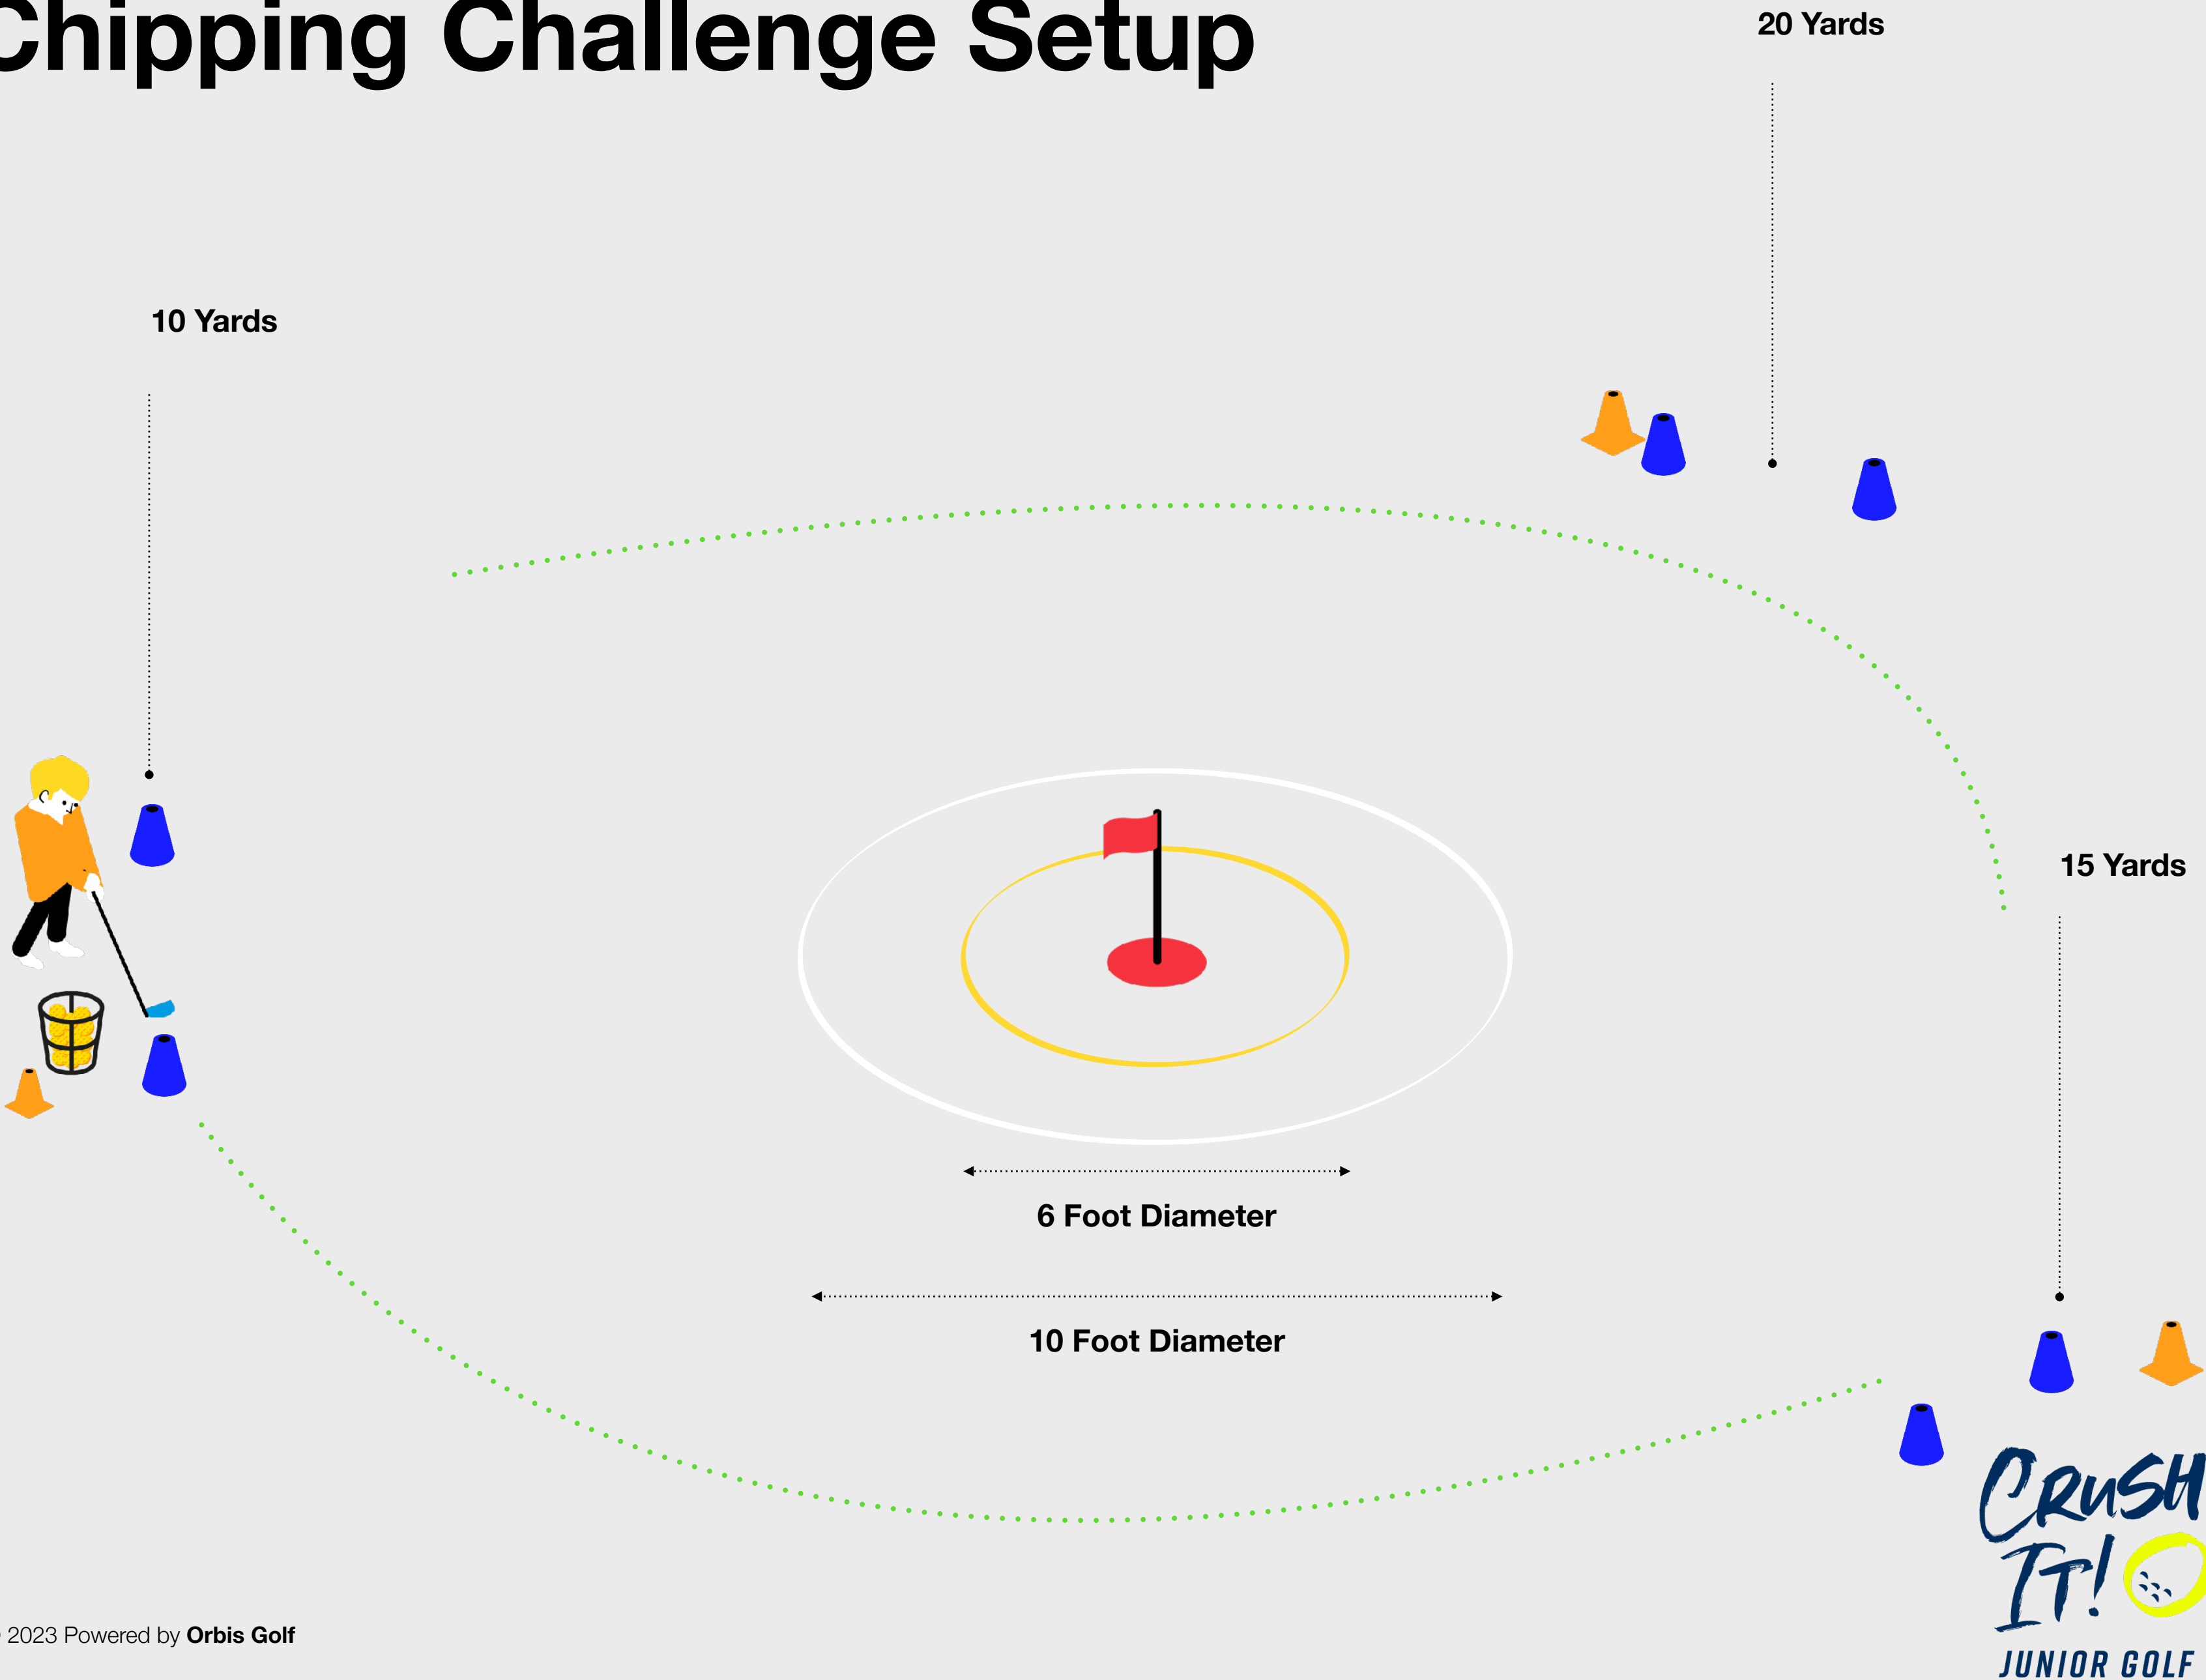 Chipping Challenge Setup
20 Yards
10 Yards
15 Yards
6 Foot Diameter
10 Foot Diameter
CRUSH
IT!
JUNIOR GOLF
2023 Powered by Orbis Golf